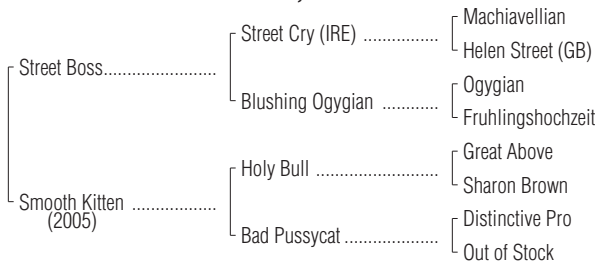 Machiavellian
Street Cry (IRE) ................
Helen Street (GB)
Street Boss.......................
Ogygian
Blushing Ogygian ............
Fruhlingshochzeit
Great Above
Holy Bull .......................
Sharon Brown
Smooth Kitten .................
(2005)
Distinctive Pro
Bad Pussycat ...................
Out of Stock